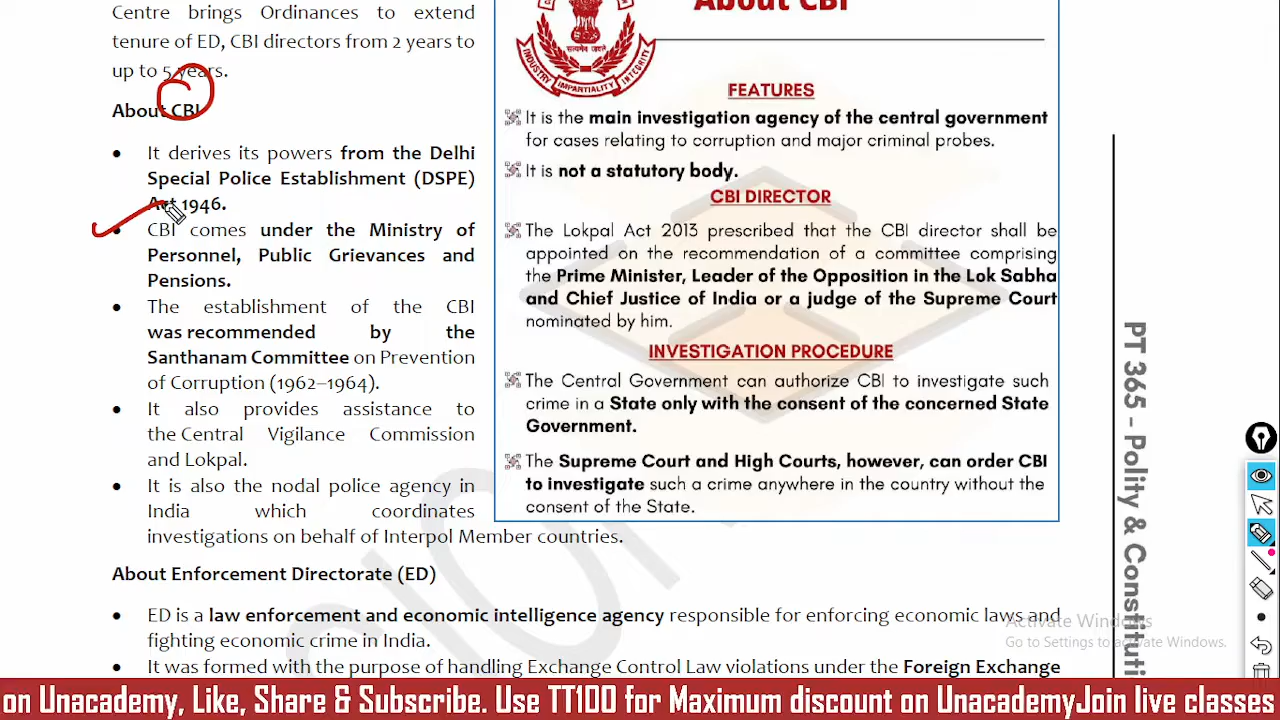 Centre brings Ordinances to extend
tenure of ED, CBI directors from 2 years to
up to 5 years.
About CBI
• It derives its powers from the Delhi
Special Police Establishment (DSPE)
Act 1946.
• CBI comes under the Ministry of
Personnel, Public Grievances and
Pensions.
• The establishment of the CBI
was recommended by the
Santhanam Committee on Prevention
of Corruption (1962–1964).
• It also provides assistance to
the Central Vigilance Commission
and Lokpal.
• It is also the nodal police agency in
India which coordinates
investigations on behalf of Interpol Member countries.
About CBI
सत्यमेव जयते
INDUSTRY IMPARTIALITY INTEGRITY
FEATURES
It is the main investigation agency of the central government
for cases relating to corruption and major criminal probes.
It is not a statutory body.
CBI DIRECTOR
The Lokpal Act 2013 prescribed that the CBI director shall be
appointed on the recommendation of a committee comprising
the Prime Minister, Leader of the Opposition in the Lok Sabha
and Chief Justice of India or a judge of the Supreme Court
nominated by him.
INVESTIGATION PROCEDURE
The Central Government can authorize CBI to investigate such
crime in a State only with the consent of the concerned State
Government.
The Supreme Court and High Courts, however, can order CBI
to investigate such a crime anywhere in the country without the
consent of the State.
About Enforcement Directorate (ED)
• ED is a law enforcement and economic intelligence agency responsible for enforcing economic laws and
fighting economic crime in India.
• It was formed with the purpose of handling Exchange Control Law violations under the Foreign Exchange
PT 365 - Polity & Constituti
Activate Windows
Go to Settings to activate Windows.
on Unacademy, Like, Share & Subscribe. Use TT100 for Maximum discount on UnacademyJoin live classes